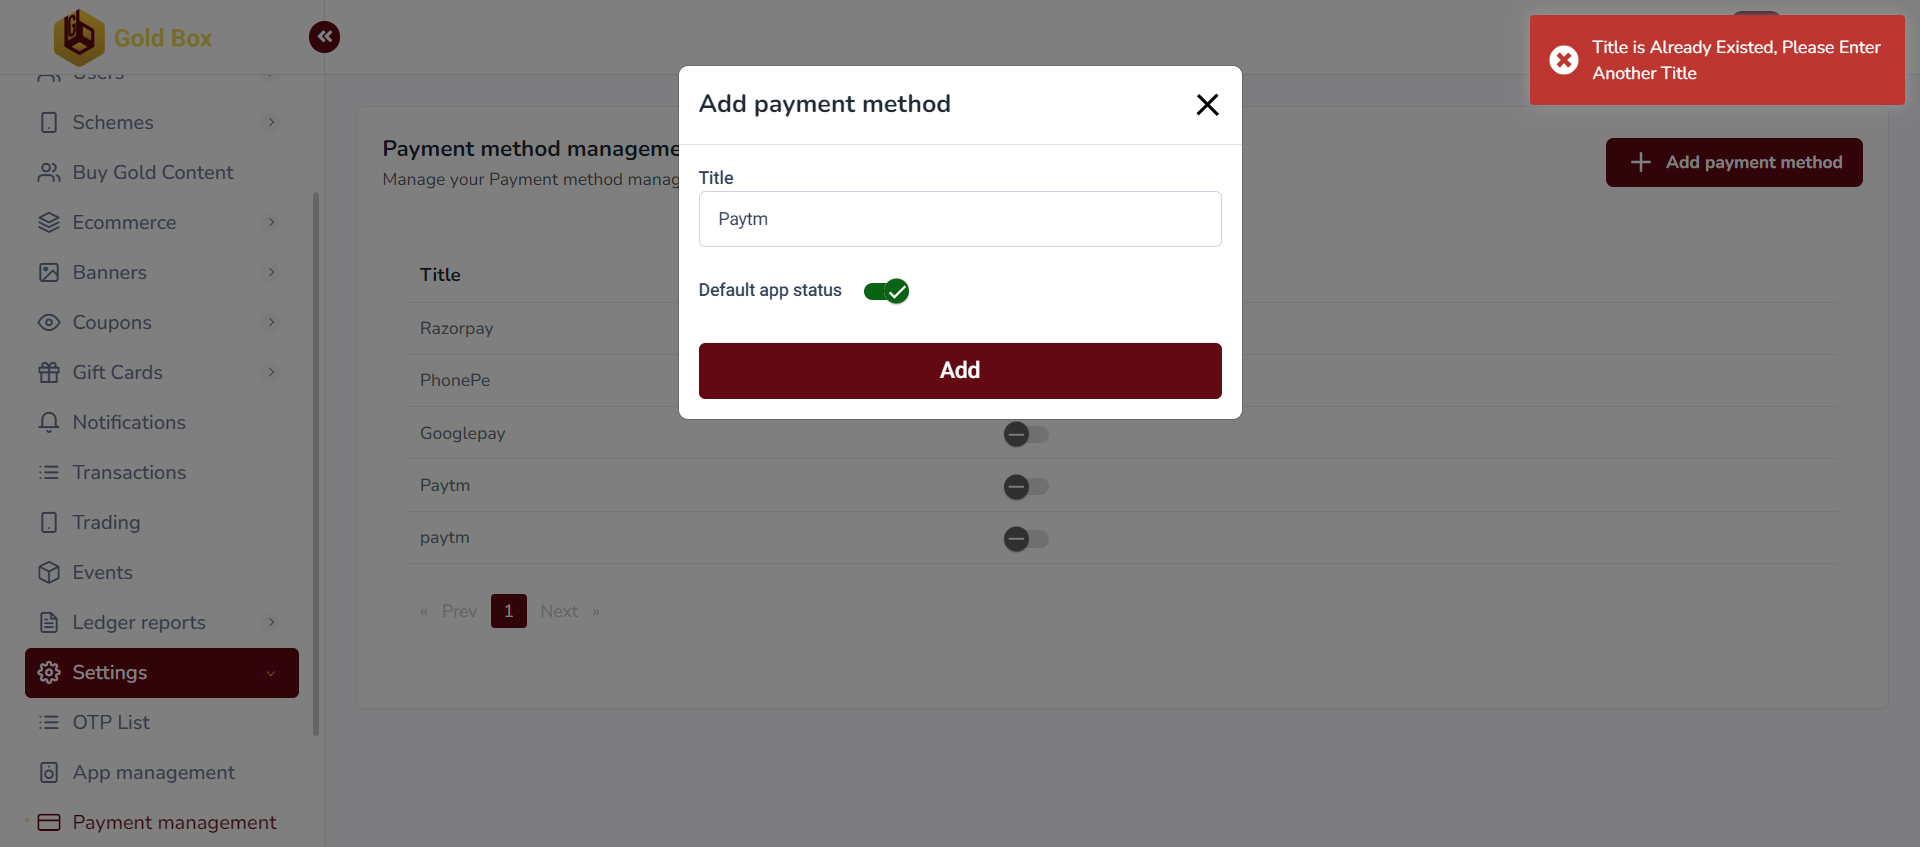 Gold Box
Users
Schemes
Buy Gold Content
Ecommerce
Banners
Coupons
Gift Cards
Notifications
Transactions
Trading
Events
Ledger reports
Settings
OTP List
App management
Payment management
Payment method manageme
Manage your Payment method manag
Add payment method
Title
Razorpay
PhonePe
Googlepay
Paytm
paytm
« Prev 1 Next »
Add payment method
Title
Paytm
Default app status
Add
Title is Already Existed, Please Enter
Another Title